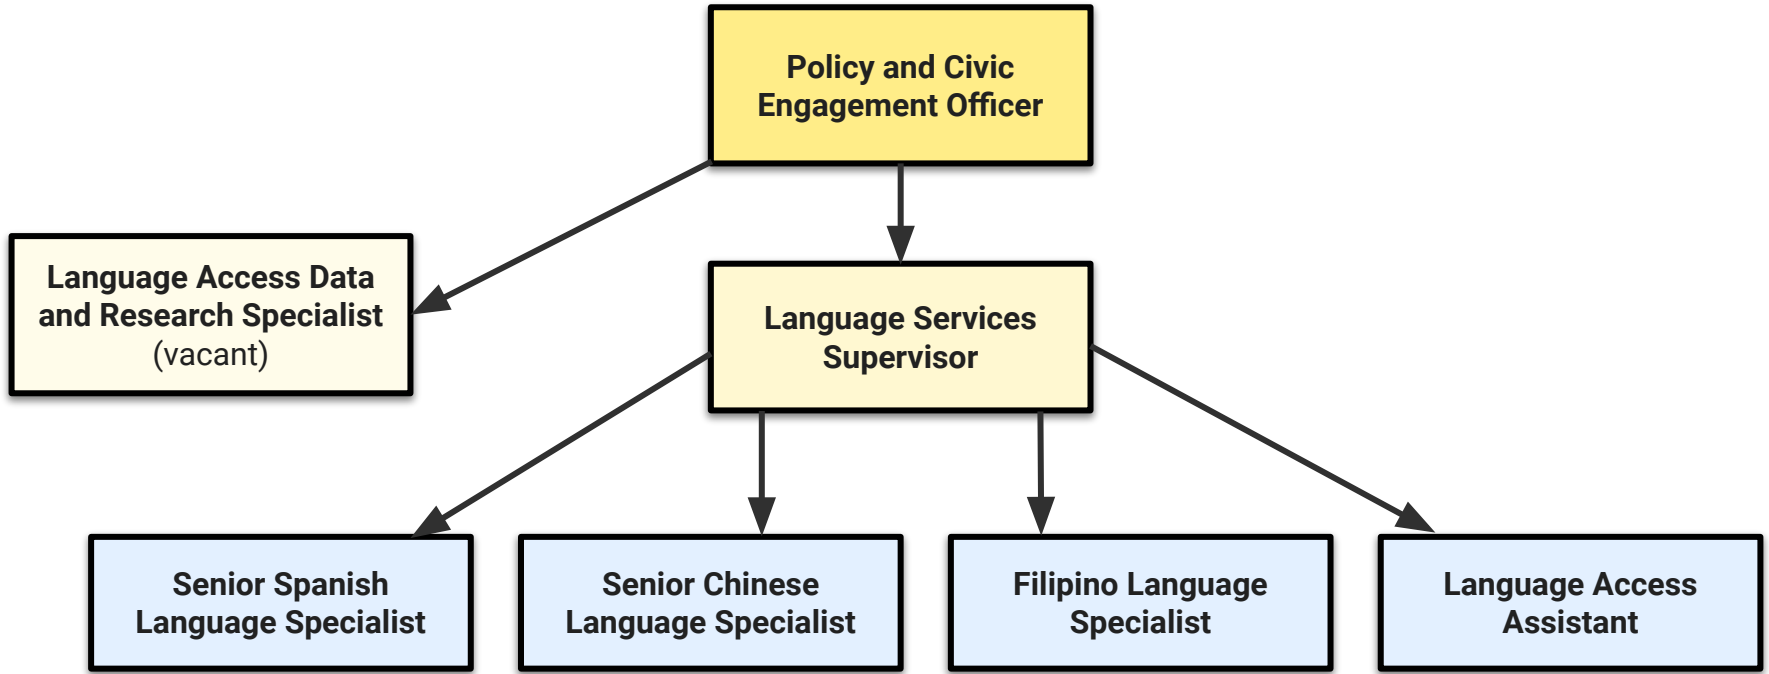 Policy and Civic
Engagement Officer
Language Access Data
and Research Specialist
(vacant)
Language Services
Supervisor
Senior Spanish
Language Specialist
Senior Chinese
Language Specialist
Filipino Language
Specialist
Language Access
Assistant